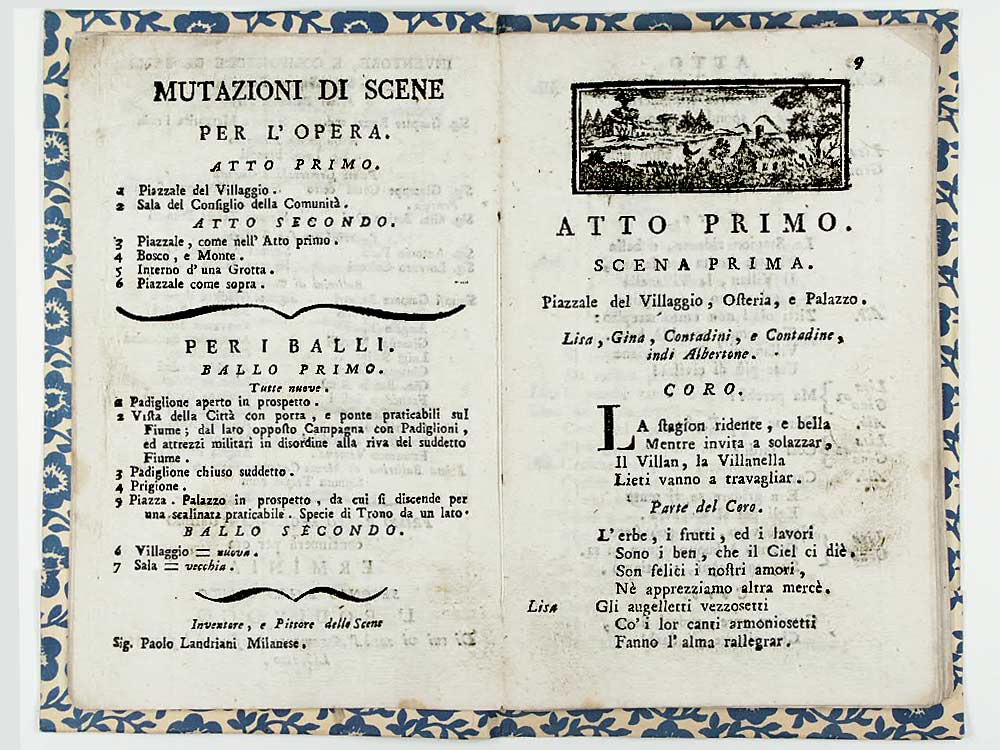 MUTAZIONI DI SCENE
PER L'OPERA.
ATTO PRIMO.
1 Piazzale del Villaggio.
2 Sala del Configlio della Comunità.
ATTO SECONDO.
3 Piazzale, come nell' Atto primo.
4 Bosco, e Monte.
5 Interno d'una Grotta.
6 Piazzale come sopra.
PER I BALLI.
BALLO PRIMO.
Tutte nuove.
1 Padiglione aperto in prospetto.
2 Viſta della Città con porta, e ponte praticabili sul
Fiume; dal lato opposto Campagna con Padiglioni,
ed attrezzi militari in disordine alla riva del suddetto
Fiume.
3 Padiglione chiuso suddetto.
4 Prigione.
5 Piazza. Palazzo in prospetto, da cui si discende per
una scalinata praticabile. Specie di Trono da un lato.
BALLO SECONDO.
6 Villaggio = nuova.
7 Sala = vecchia.
Inventore, e Pittore delle Scene
Sig. Paolo Landriani Milanese.
9
ATTO PRIMO.
SCENA PRIMA.
Piazzale del Villaggio, Oſteria, e Palazzo.
Lisa, Gina, Contadini, e Contadine,
indi Albertone.
CORO.
LA ſtagion ridente, e bella
Mentre invita a solazzar,
Il Villan, la Villanella
Lieti vanno a travagliar.
Parte del Coro.
L'erbe, i frutti, ed i lavori
Sono i ben, che il Ciel ci diè.
Son felici i noſtri amori,
Nè apprezziamo altra mercè.
Lisa Gli augelletti vezzosetti
Co' i lor canti armoniosetti
Fanno l'alma rallegrar.